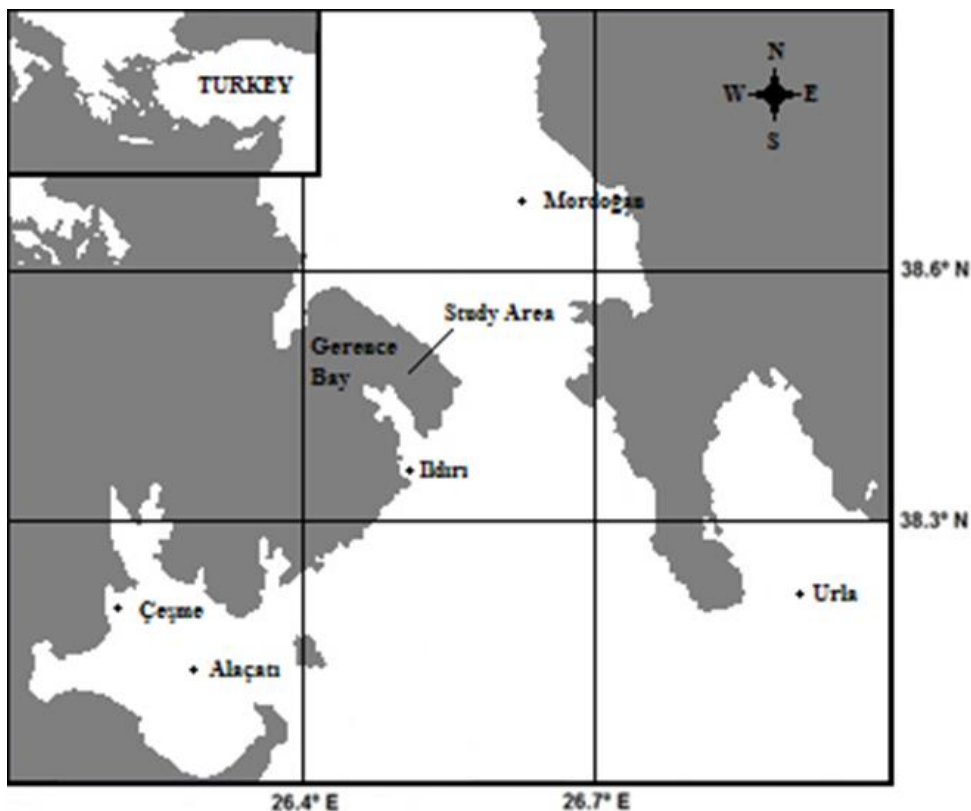 TURKEY
N
W E
S
Mordoğan
38.6° N
Study Area
Gerence
Bay
Ildırı
38.3° N
Urla
Çeşme
Alaçatı
26.4° E
26.7° E